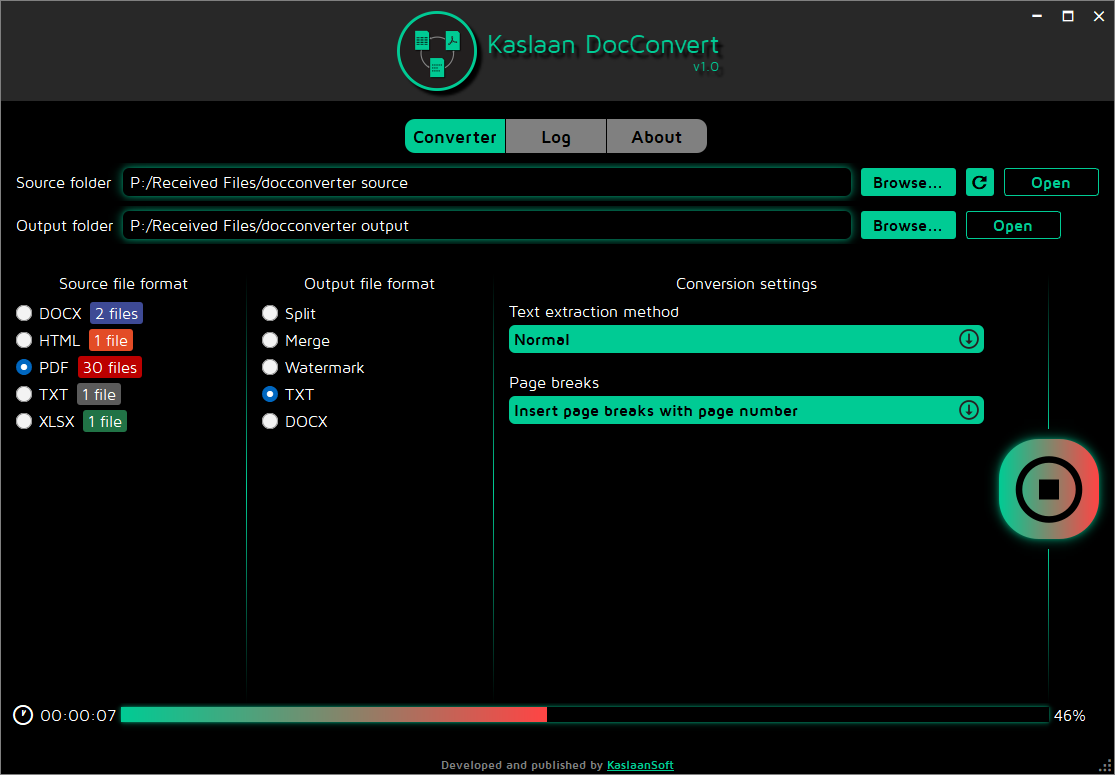 Kaslaan DocConvert
v1.0
Converter Log About
Source folder P:/Received Files/docconverter source Browse... Open
Output folder P:/Received Files/docconverter output Browse... Open
Source file format Output file format Conversion settings
DOCX 2 files Split Text extraction method
HTML 1 file Merge Normal
PDF 30 files Watermark
TXT 1 file TXT Page breaks
XLSX 1 file DOCX Insert page breaks with page number
00:00:07 46%
Developed and published by KaslaanSoft